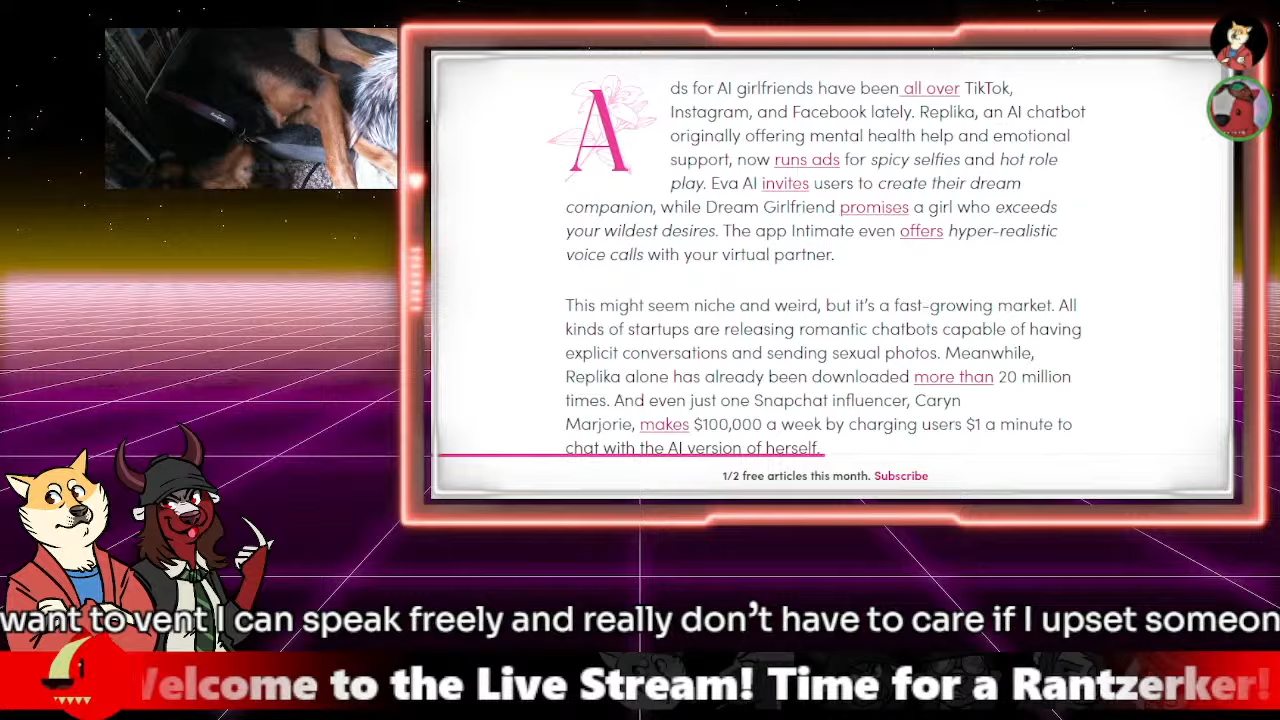 Ads for AI girlfriends have been all over TikTok,
Instagram, and Facebook lately. Replika, an AI chatbot
originally offering mental health help and emotional
support, now runs ads for spicy selfies and hot role
play. Eva AI invites users to create their dream
companion, while Dream Girlfriend promises a girl who exceeds
your wildest desires. The app Intimate even offers hyper-realistic
voice calls with your virtual partner.
This might seem niche and weird, but it's a fast-growing market. All
kinds of startups are releasing romantic chatbots capable of having
explicit conversations and sending sexual photos. Meanwhile,
Replika alone has already been downloaded more than 20 million
times. And even just one Snapchat influencer, Caryn
Marjorie, makes $100,000 a week by charging users $1 a minute to
chat with the AI version of herself.
1/2 free articles this month. Subscribe
want to vent I can speak freely and really don't have to care if I upset someon
Welcome to the Live Stream! Time for a Rantzerker!